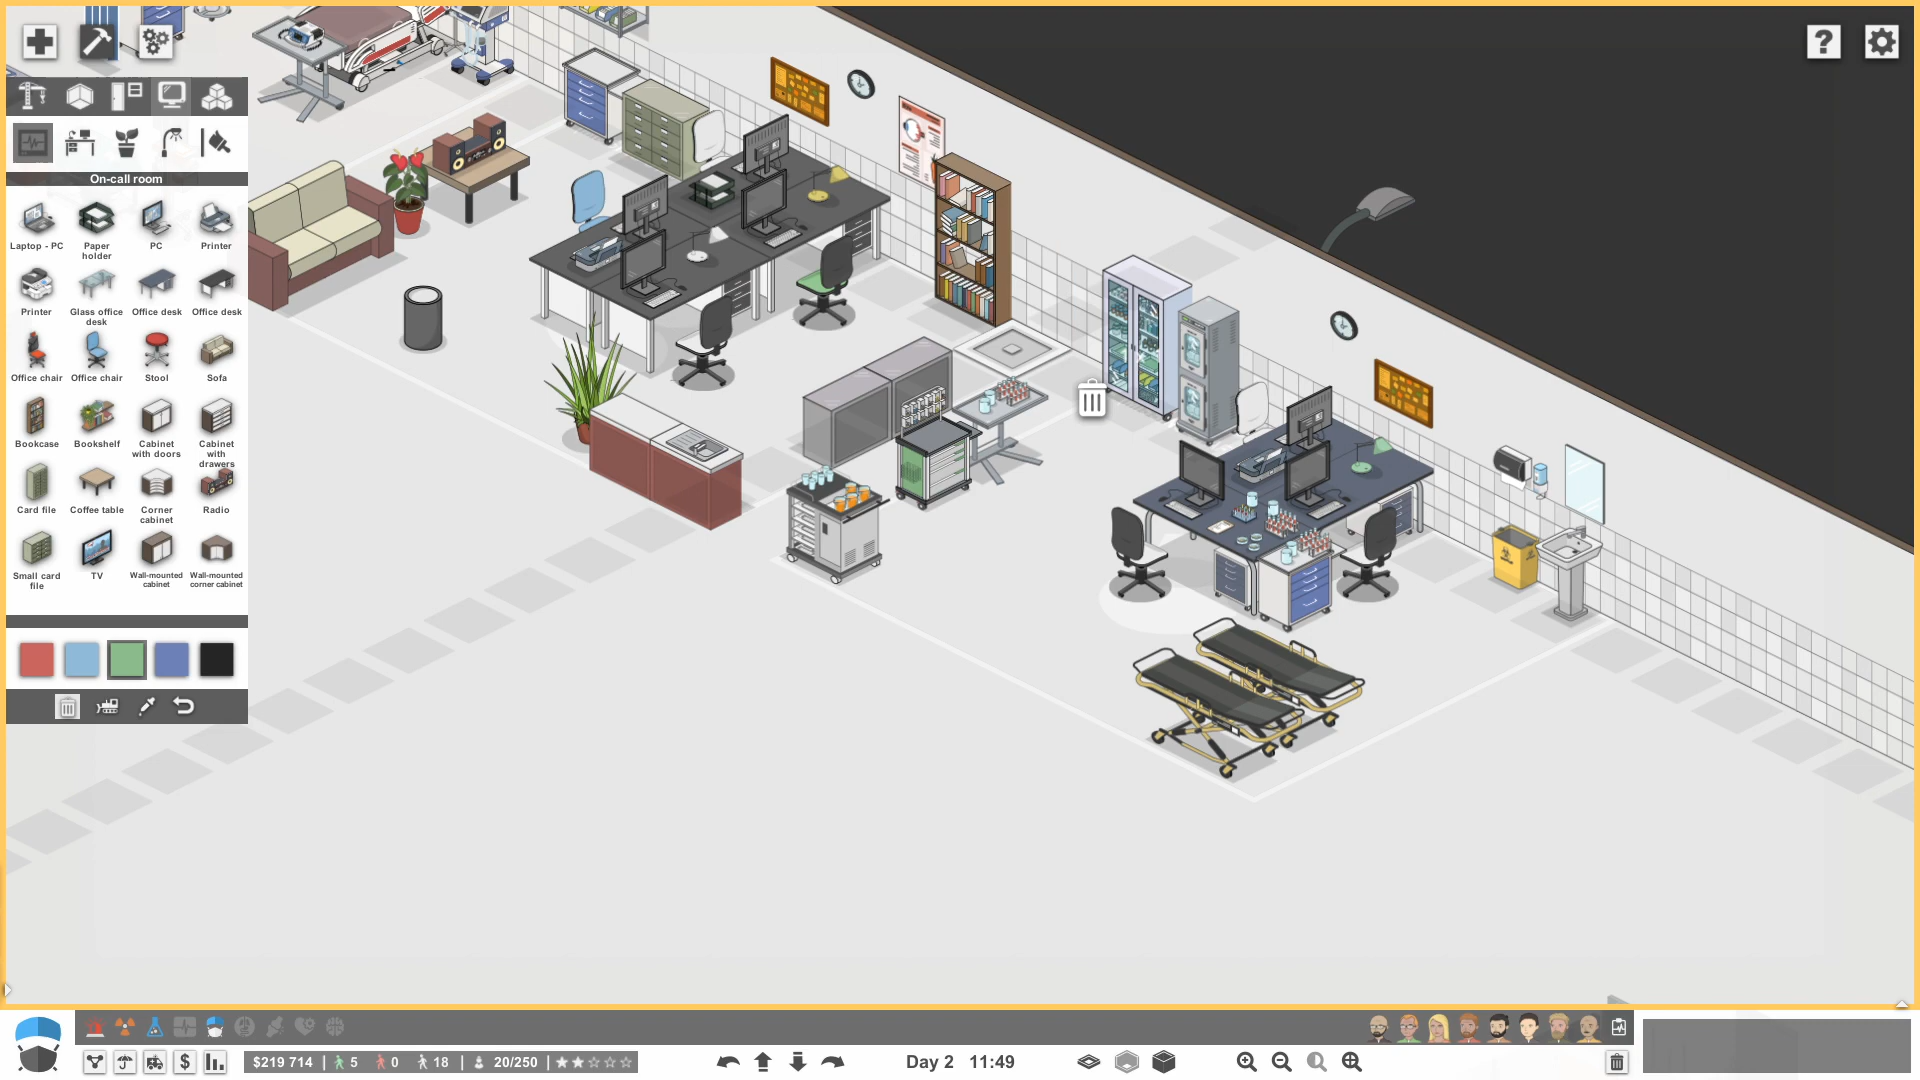 ?
On-call room
Laptop - PC
Paper holder
PC
Printer
Printer
Glass office desk
Office desk
Office desk
Office chair
Office chair
Stool
Sofa
Bookcase
Bookshelf
Cabinet with doors
Cabinet with drawers
Card file
Coffee table
Corner cabinet
Radio
Small card file
TV
Wall-mounted cabinet
Wall-mounted corner cabinet
$219 714 | 5 | 0 | 18 | 20/250 |
Day 2 11:49